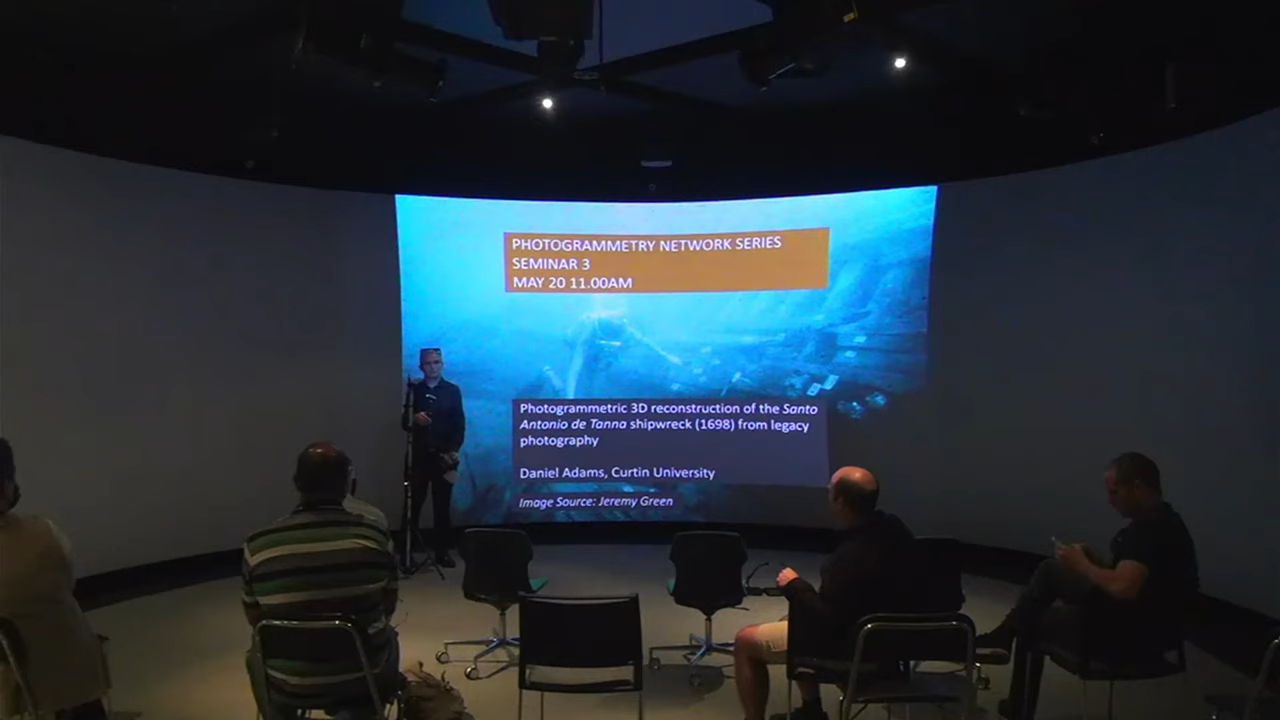 PHOTOGRAMMETRY NETWORK SERIES
SEMINAR 3
MAY 20 11.00AM
Photogrammetric 3D reconstruction of the Santo
Antonio de Tanna shipwreck (1698) from legacy
photography
Daniel Adams, Curtin University
Image Source: Jeremy Green